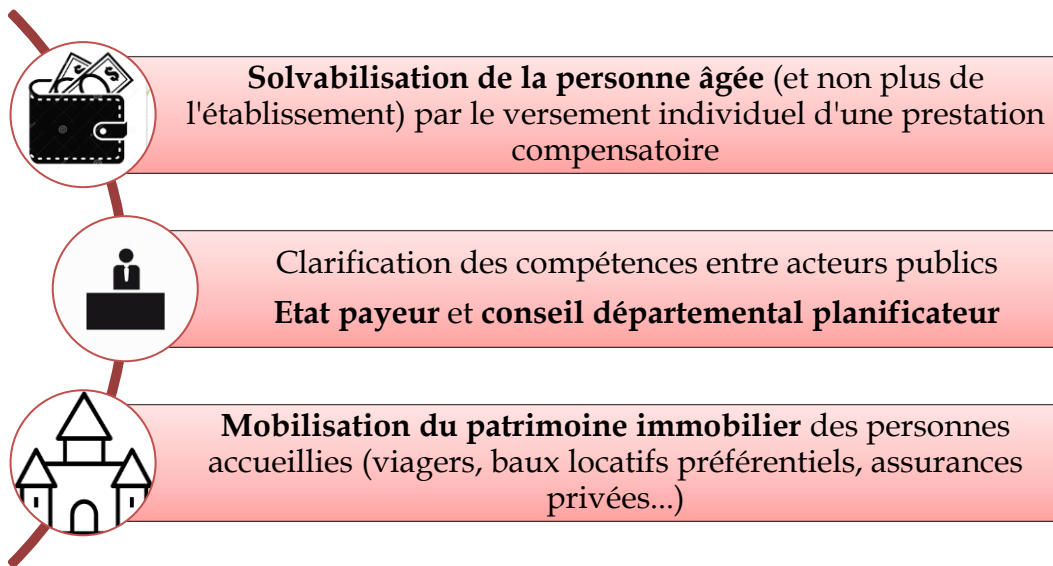 Solvabilisation de la personne âgée (et non plus de
l'établissement) par le versement individuel d'une prestation
compensatoire
Clarification des compétences entre acteurs publics
Etat payeur et conseil départemental planificateur
Mobilisation du patrimoine immobilier des personnes
accueillies (viagers, baux locatifs préférentiels, assurances
privées...)